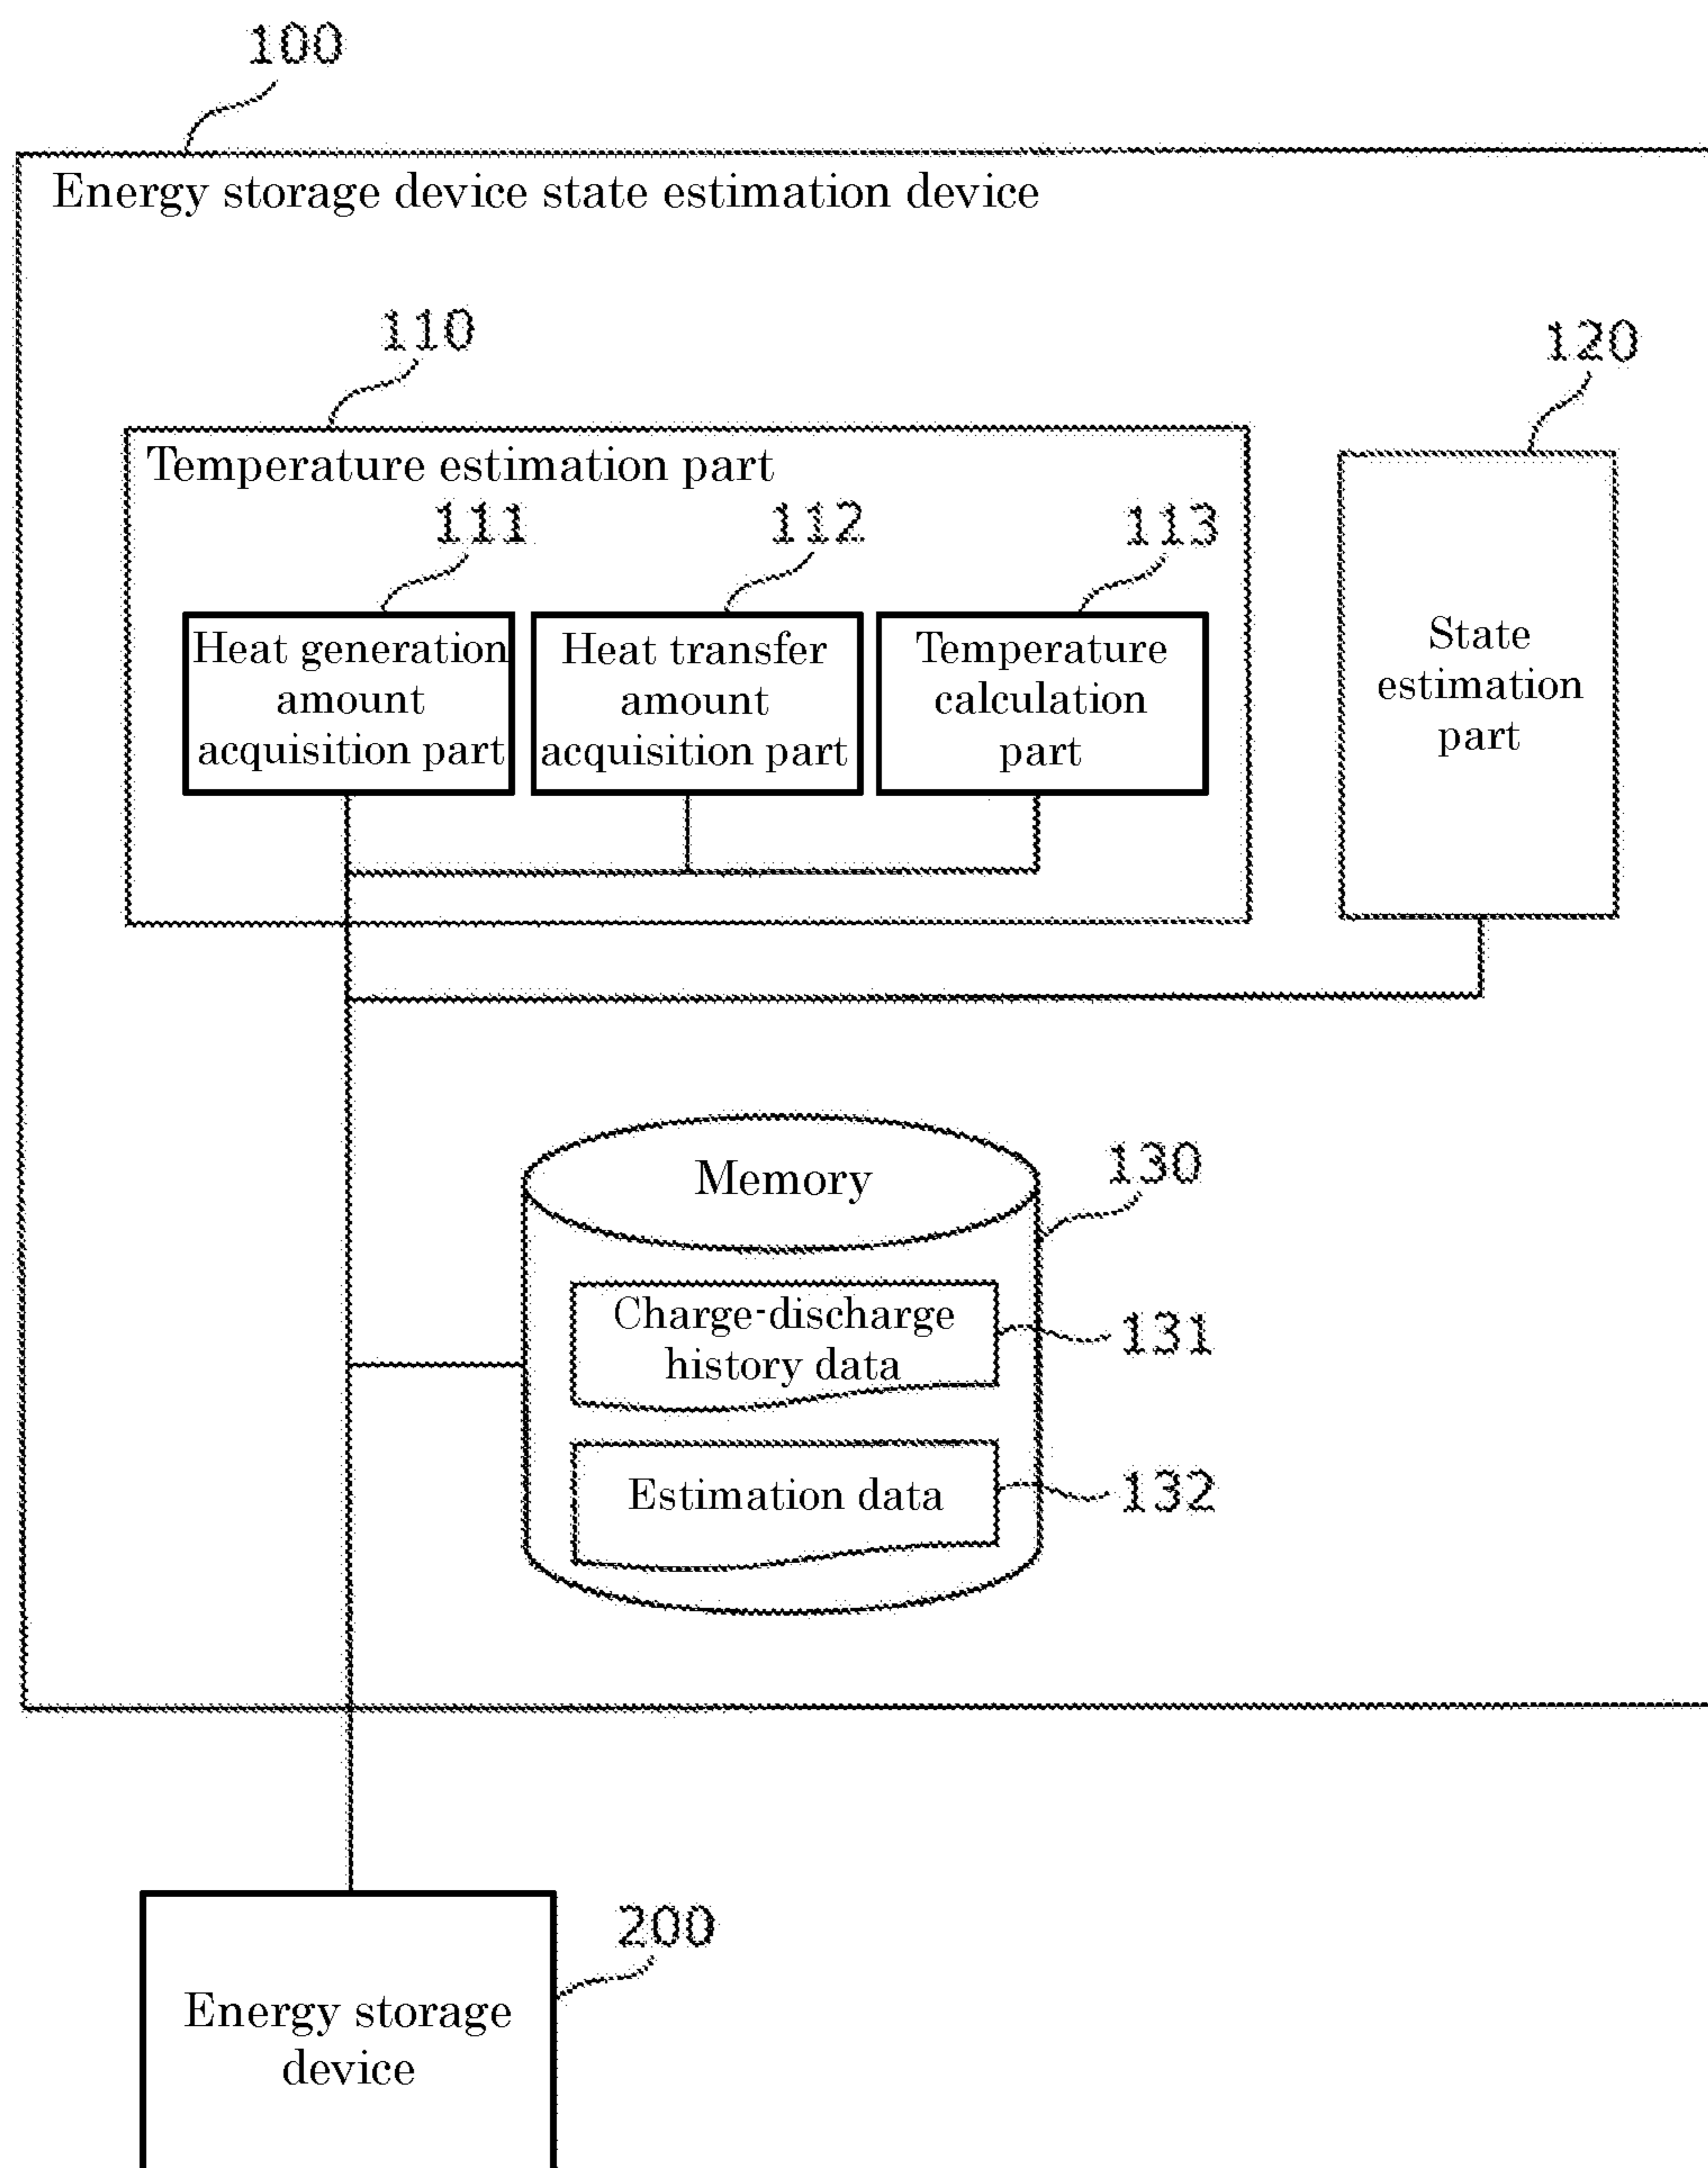 100
Energy storage device state estimation device
110
120
Temperature estimation part
111
112
113
Heat generation
amount
acquisition part
Heat transfer
amount
acquisition part
Temperature
calculation
part
State
estimation
part
Memory
130
Charge-discharge
history data
131
Estimation data
132
200
Energy storage
device